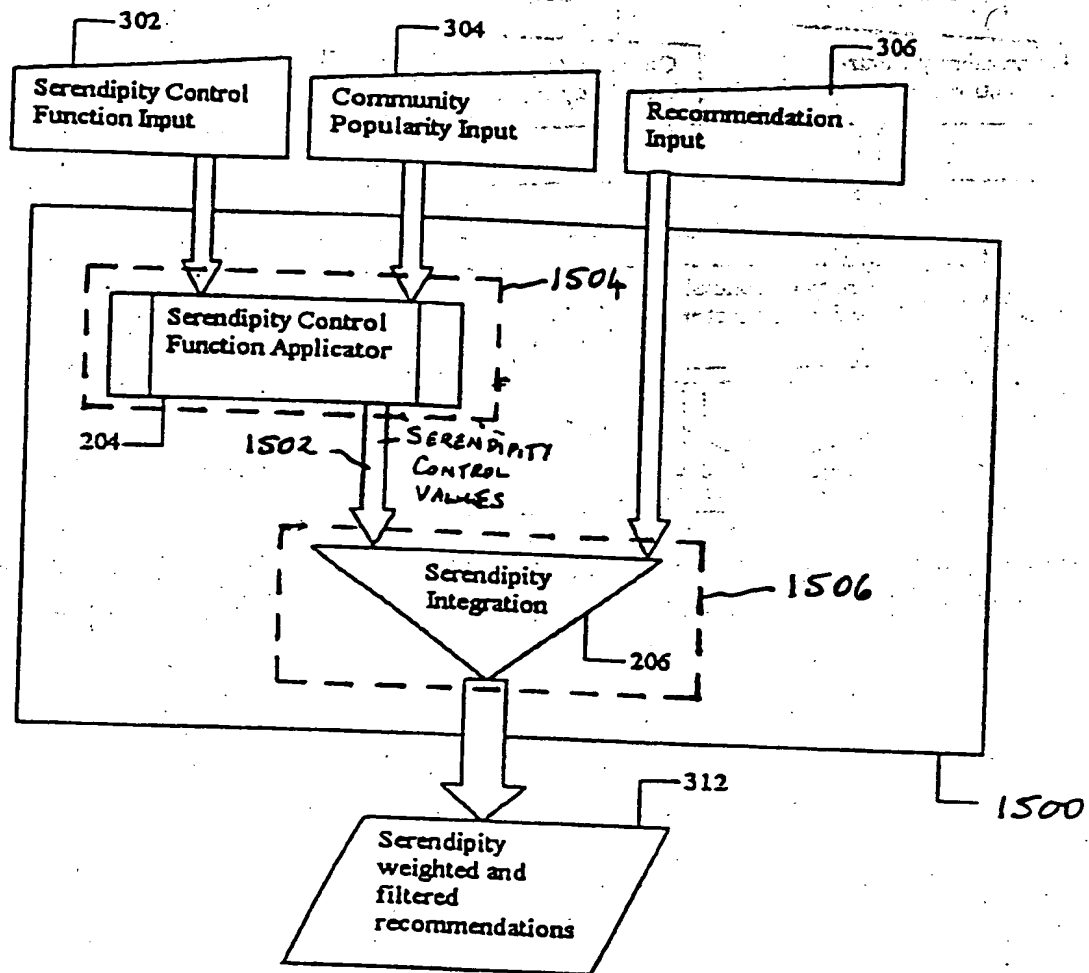 302
304
306
Serendipity Control
Function Input
Community
Popularity Input
Recommendation
Input
1504
Serendipity Control
Function Applicator
204
1502
SERENDIPITY
CONTROL
VALUES
Serendipity
Integration
1506
206
312
1500
Serendipity
weighted and
filtered
recommendations